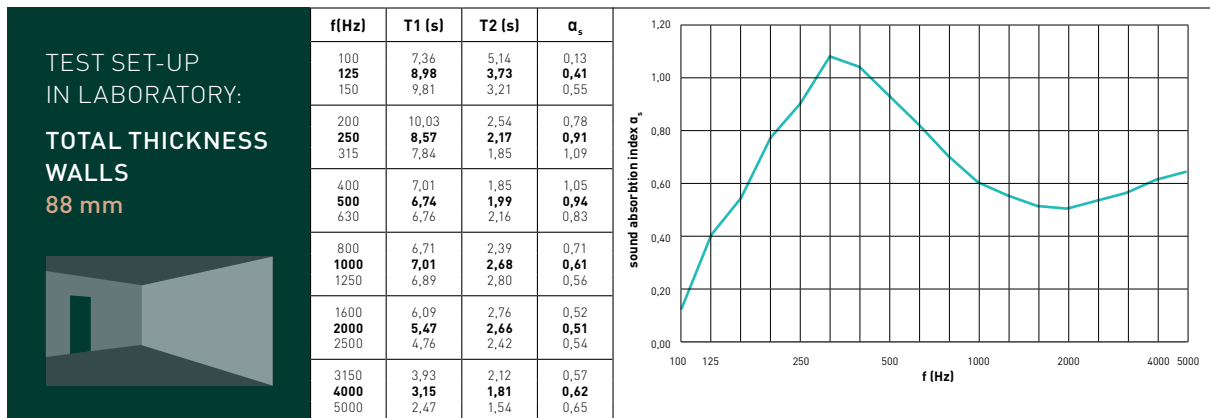 TEST SET-UP
IN LABORATORY:
TOTAL THICKNESS
WALLS
88 mm
f(Hz) T1 (s) T2 (s) αs
100 7,36 5,14 0,13
125 8,98 3,73 0,41
150 9,81 3,21 0,55
200 10,03 2,54 0,78
250 8,57 2,17 0,91
315 7,84 1,85 1,09
400 7,01 1,85 1,05
500 6,74 1,99 0,94
630 6,76 2,16 0,83
800 6,71 2,39 0,71
1000 7,01 2,68 0,61
1250 6,89 2,80 0,56
1600 6,09 2,76 0,52
2000 5,47 2,66 0,51
2500 4,76 2,42 0,54
3150 3,93 2,12 0,57
4000 3,15 1,81 0,62
5000 2,47 1,54 0,65
sound absorbtion index αs
1,20
1,00
0,80
0,60
0,40
0,20
0,00
100 125 250 500 1000 2000 4000 5000
f (Hz)